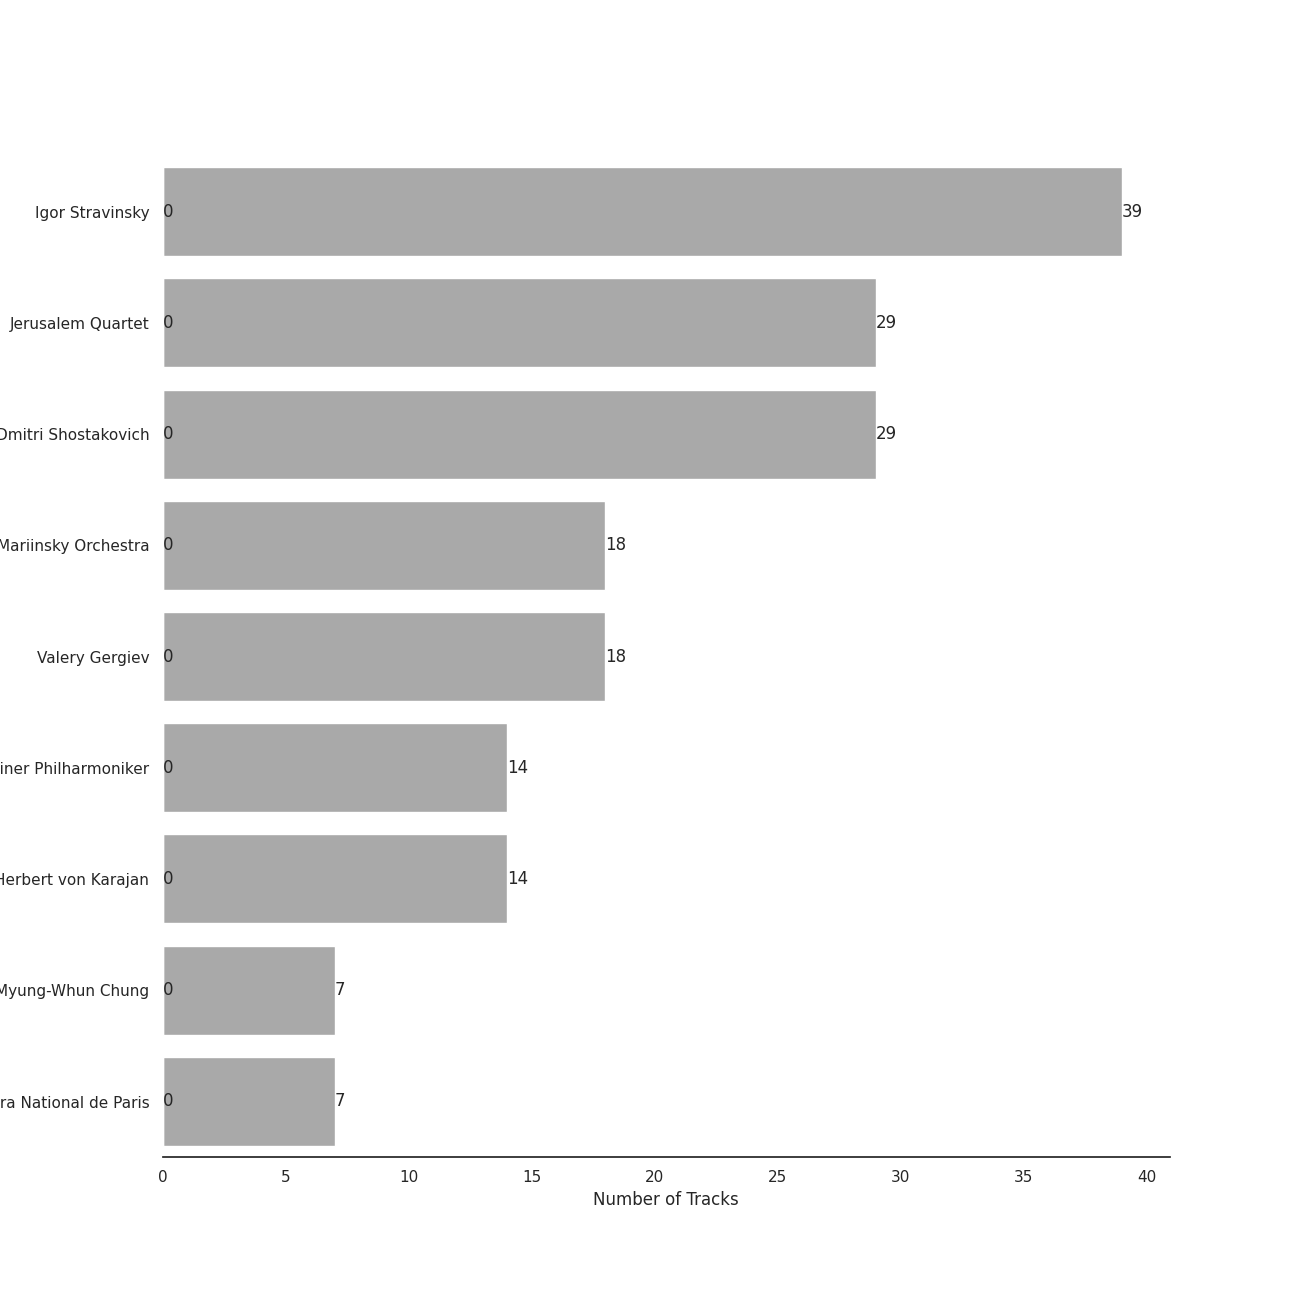 Igor Stravinsky 0 39
Jerusalem Quartet 0 29
Dmitri Shostakovich 0 29
Mariinsky Orchestra 0 18
Valery Gergiev 0 18
iner Philharmoniker 0 14
Herbert von Karajan 0 14
Myung-Whun Chung 0 7
ra National de Paris 0 7
0 5 10 15 20 25 30 35 40
Number of Tracks